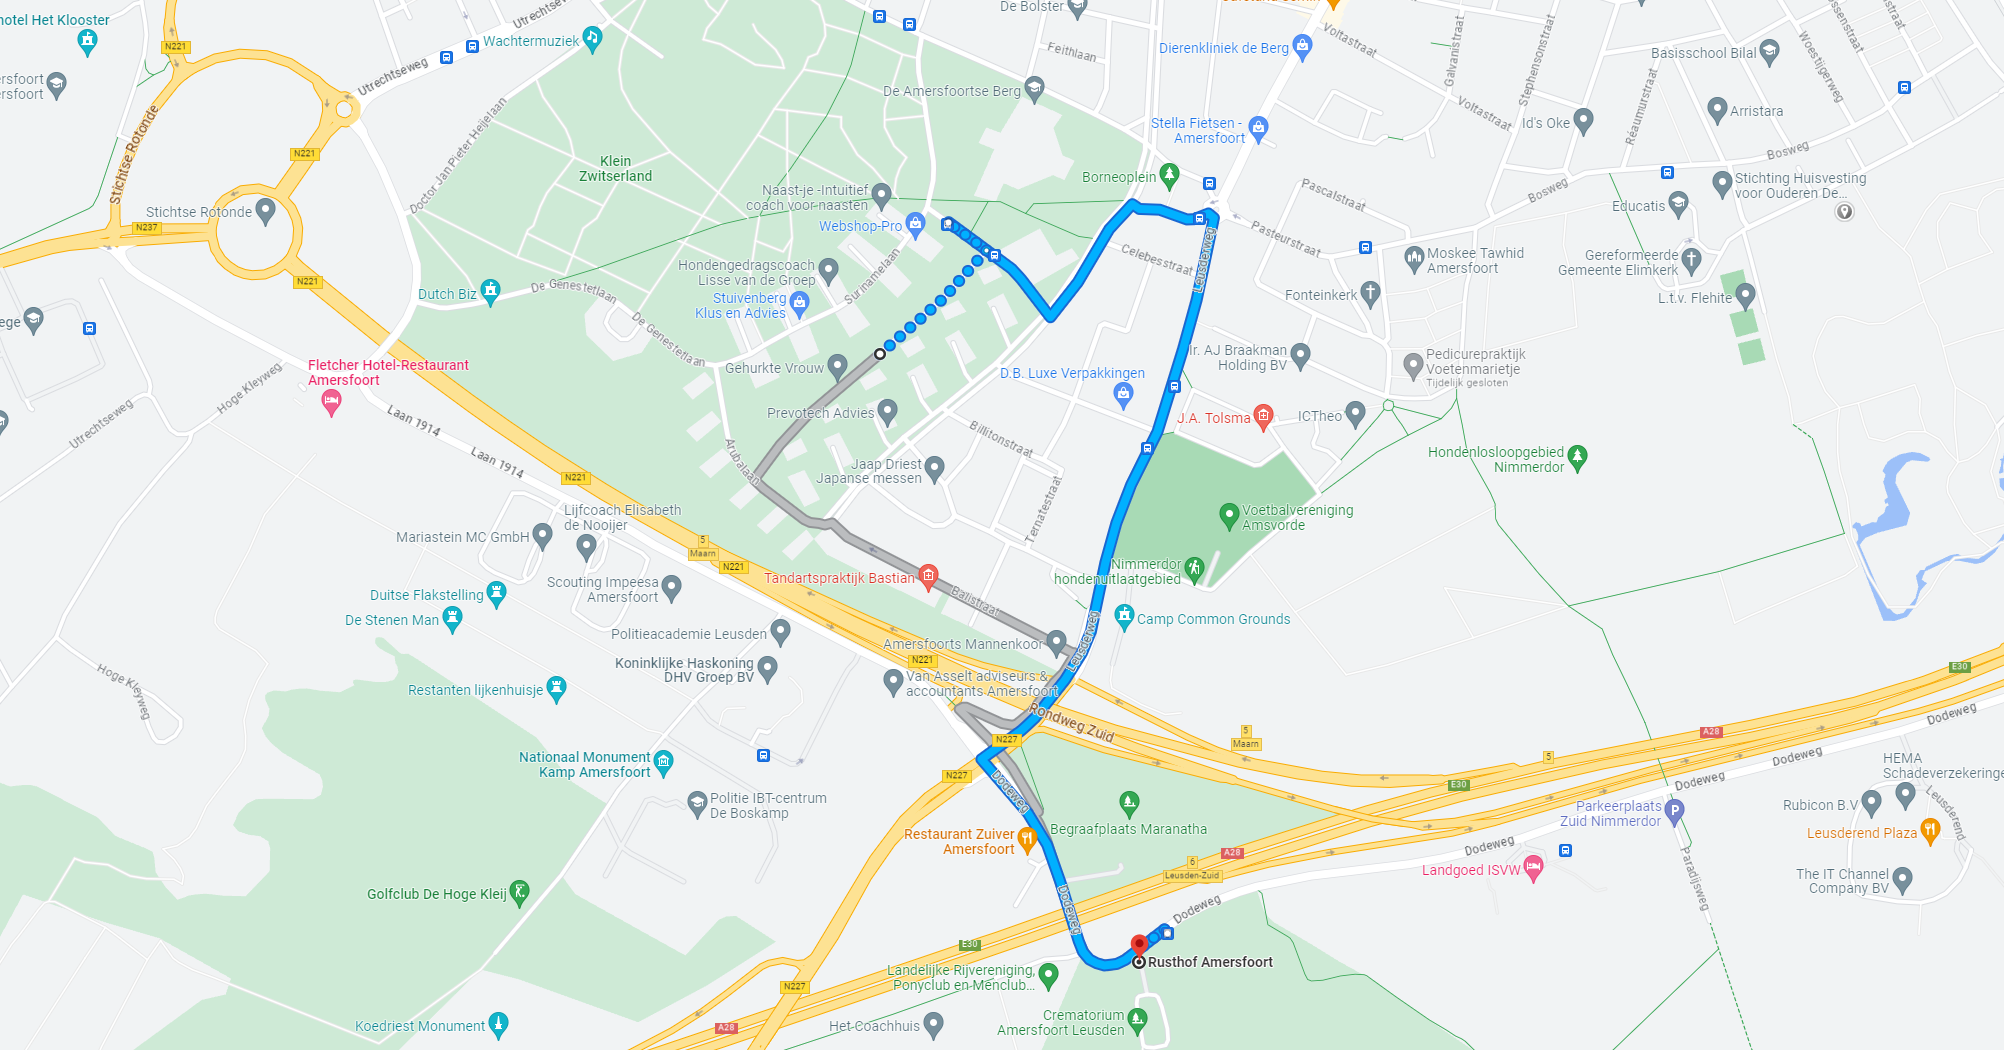 hotel Het Klooster
Utrechtseweg
De Bolster
Wachtermuziek
Feithlaan
Dierenkliniek de Berg
Voltastraat
Galvanistraat
Stephensonstraat
Basisschool Bilal
Woestijgerweg
N221
Utrechtseweg
De Amersfoortse Berg
Voltastraat
Réaumurstraat
Arristara
Stichtse Rotonde
Doctor Jan Pieter Heijelaan
Stella Fietsen -
Amersfoort
Id's Oke
N221
Klein
Zwitserland
Borneoplein
Bosweg
Naast-je -Intuitief
coach voor naasten
Pascalstraat
Bosweg
Stichting Huisvesting
voor Ouderen De...
Stichtse Rotonde
Educatis
N237
Webshop-Pro
Pasteurstraat
Leusderweg
Celebesstraat
Moskee Tawhid
Amersfoort
Gereformeerde
Gemeente Elimkerk
Hondengedragscoach
Lisse van de Groep
Surinamelaan
N221
Dutch Biz
De Genestetlaan
Stuivenberg
Klus en Advies
Fonteinkerk
L.t.v. Flehite
De Genestetlaan
Ir. AJ Braakman
Holding BV
Pedicurepraktijk
Voetenmarietje
Tijdelijk gesloten
Fletcher Hotel-Restaurant
Amersfoort
Gehurkte Vrouw
D.B. Luxe Verpakkingen
Hoge Kleyweg
Utrechtseweg
Laan 1914
Prevotech Advies
J.A. Tolsma
ICTheo
Laan 1914
Arubalaan
Billitonstraat
Jaap Driest
Japanse messen
Hondenlosloopgebied
Nimmerdor
N221
Ternatestraat
Lijfcoach Elisabeth
de Nooijer
Voetbalvereniging
Amsvorde
Mariastein MC GmbH
5
Maarn
N221
Scouting Impeesa
Amersfoort
Tandartspraktijk Bastian
Nimmerdor
hondenuitlaatgebied
Duitse Flakstelling
De Stenen Man
Balistraat
Leusderweg
Camp Common Grounds
Politieacademie Leusden
Amersfoorts Mannenkoor
Koninklijke Haskoning
DHV Groep BV
N221
Van Asselt adviseurs &
accountants Amersfoort
E30
Hoge Kleyweg
Restanten lijkenhuisje
Rondweg Zuid
Dodeweg
5
Maarn
A28
N227
Nationaal Monument
Kamp Amersfoort
5
Dodeweg
HEMA
Schadeverzekeringen
N227
Dodeweg
E30
Dodeweg
Politie IBT-centrum
De Boskamp
Begraafplaats Maranatha
Parkeerplaats
Zuid Nimmerdor
Rubicon B.V
Leusderend
Restaurant Zuiver
Amersfoort
Leusderend Plaza
Dodeweg
A28
6
Leusden-Zuid
Landgoed ISVW
Paradijsweg
The IT Channel
Company BV
Golfclub De Hoge Kleij
Dodeweg
Dodeweg
E30
Rusthof Amersfoort
Landelijke Rijvereniging,
Ponyclub en Menclub...
N227
A28
Koedriest Monument
Het Coachhuis
Crematorium
Amersfoort Leusden